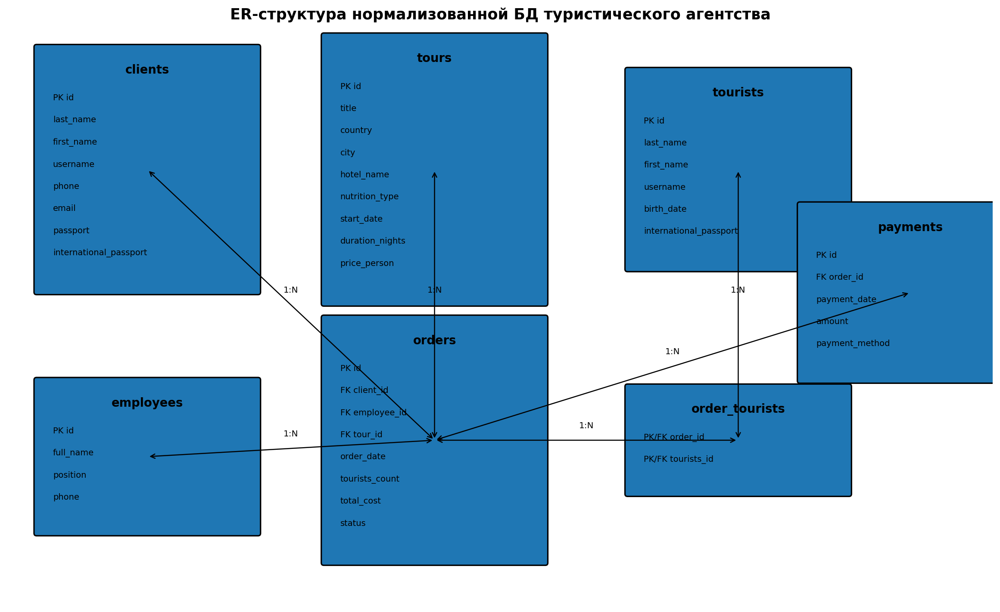 ER-структура нормализованной БД туристического агентства
clients
PK id
last_name
first_name
username
phone
email
passport
international_passport
tours
PK id
title
country
city
hotel_name
nutrition_type
start_date
duration_nights
price_person
tourists
PK id
last_name
first_name
username
birth_date
international_passport
payments
PK id
FK order_id
payment_date
amount
payment_method
1:N
1:N
1:N
1:N
employees
PK id
full_name
position
phone
1:N
orders
PK id
FK client_id
FK employee_id
FK tour_id
order_date
tourists_count
total_cost
status
1:N
order_tourists
PK/FK order_id
PK/FK tourists_id